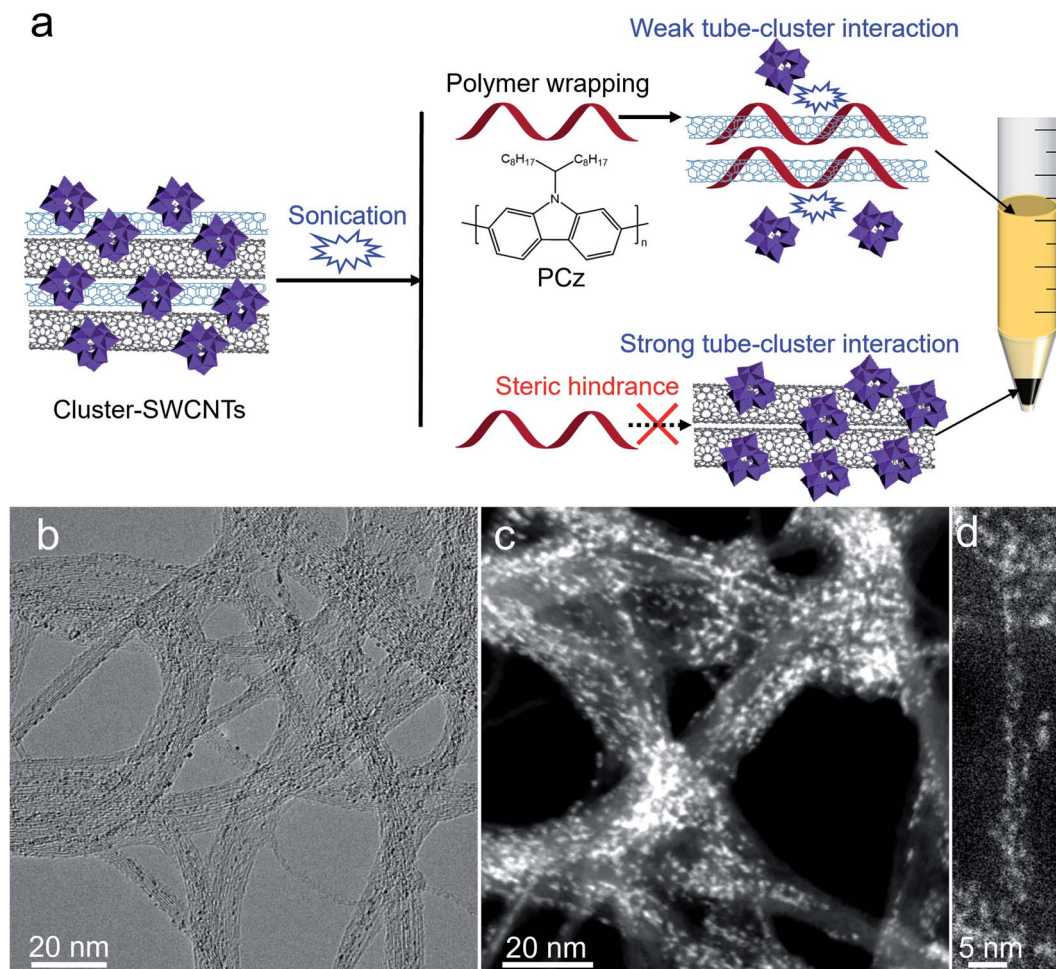 a
Weak tube-cluster interaction
Polymer wrapping
C8H17 C8H17
Sonication
N
n
PCz
Strong tube-cluster interaction
Steric hindrance
Cluster-SWCNTs
b
c
d
20 nm
20 nm
5 nm